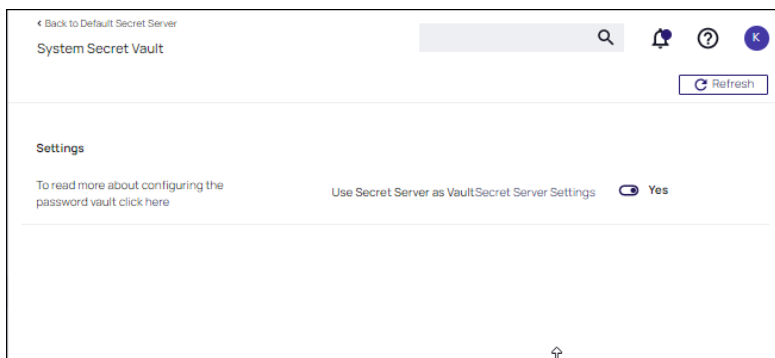 Back to Default Secret Server
System Secret Vault
K
Refresh
Settings
To read more about configuring the
password vault click here
Use Secret Server as VaultSecret Server Settings
Yes